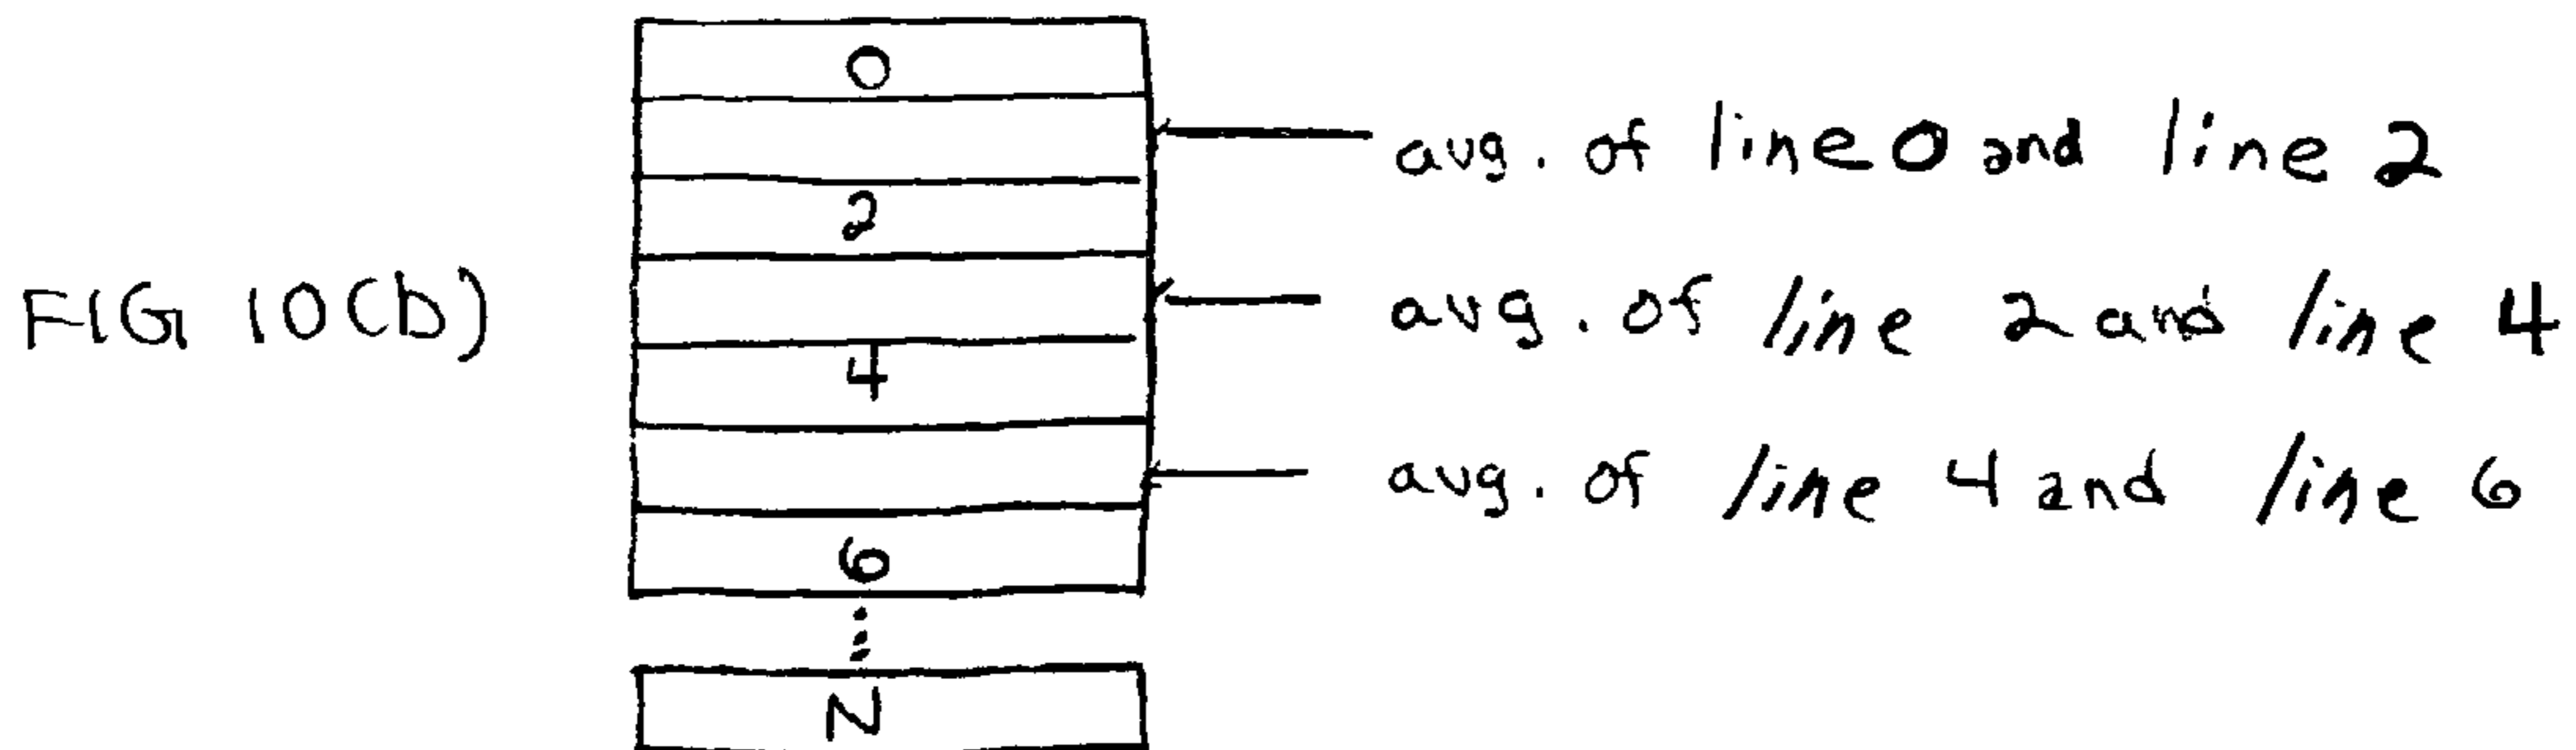 0
avg. of line 0 and line 2
2
FIG 10(b)
avg. of line 2 and line 4
4
avg. of line 4 and line 6
6
N